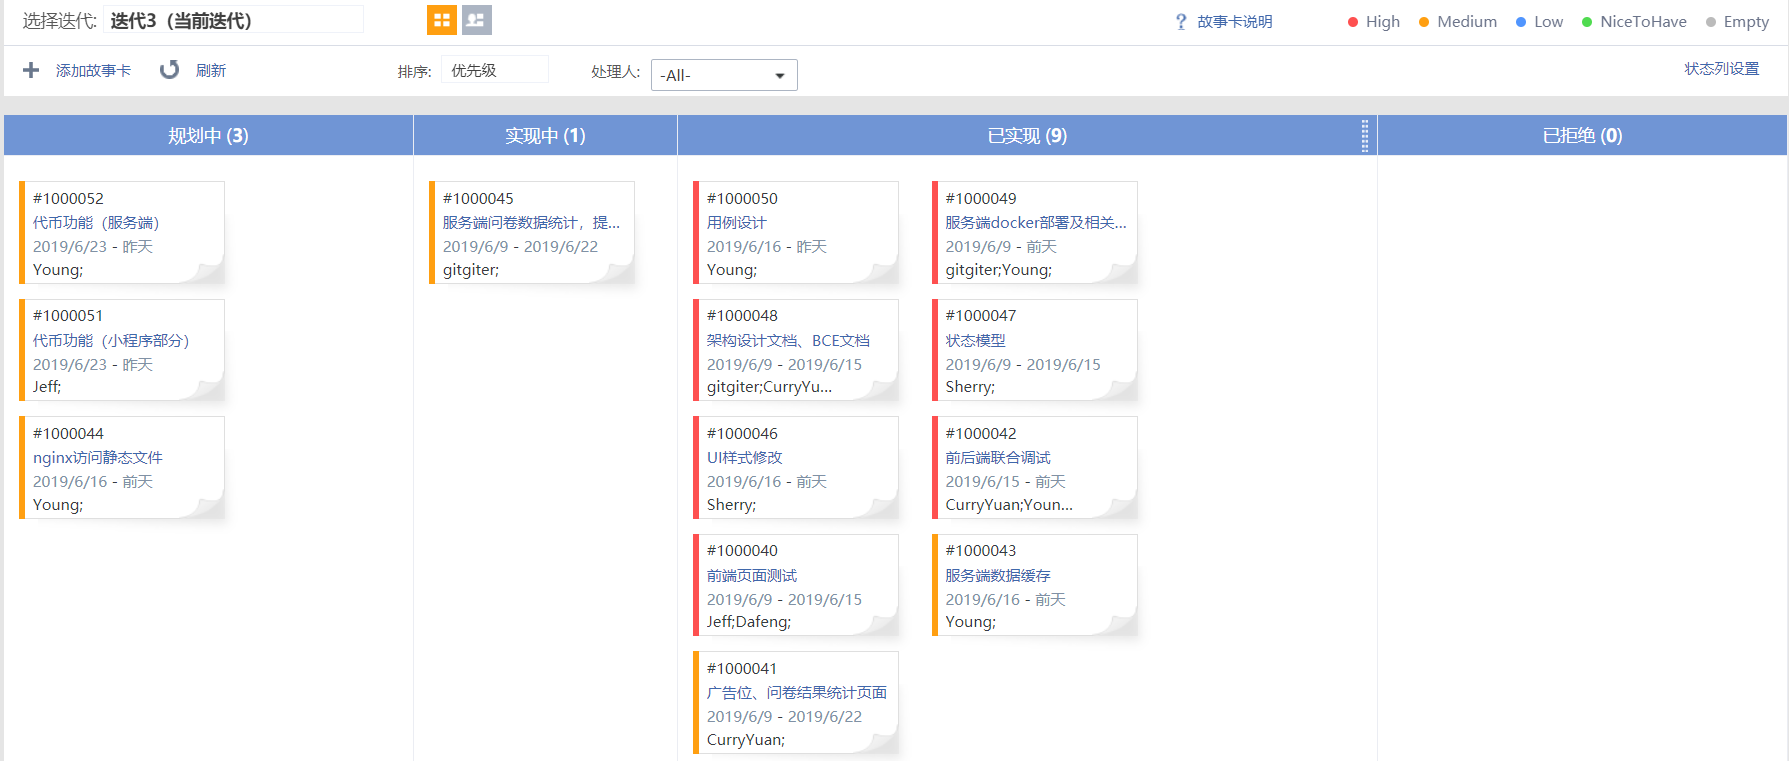 选择迭代: 迭代3（当前迭代）
? 故事卡说明
High Medium Low NiceToHave Empty
添加故事卡 刷新
排序: 优先级
处理人: -All-
状态列设置
规划中 (3)
实现中 (1)
已实现 (9)
已拒绝 (0)
#1000052
代币功能（服务端）
2019/6/23 - 昨天
Young;
#1000051
代币功能（小程序部分）
2019/6/23 - 昨天
Jeff;
#1000044
nginx访问静态文件
2019/6/16 - 前天
Young;
#1000045
服务端问卷数据统计，提...
2019/6/9 - 2019/6/22
gitgiter;
#1000050
用例设计
2019/6/16 - 昨天
Young;
#1000049
服务端docker部署及相关...
2019/6/9 - 前天
gitgiter;Young;
#1000048
架构设计文档、BCE文档
2019/6/9 - 2019/6/15
gitgiter;CurryYu...
#1000047
状态模型
2019/6/9 - 2019/6/15
Sherry;
#1000046
UI样式修改
2019/6/16 - 前天
Sherry;
#1000042
前后端联合调试
2019/6/15 - 前天
CurryYuan;Youn...
#1000040
前端页面测试
2019/6/9 - 2019/6/15
Jeff;Dafeng;
#1000043
服务端数据缓存
2019/6/16 - 前天
Young;
#1000041
广告位、问卷结果统计页面
2019/6/9 - 2019/6/22
CurryYuan;